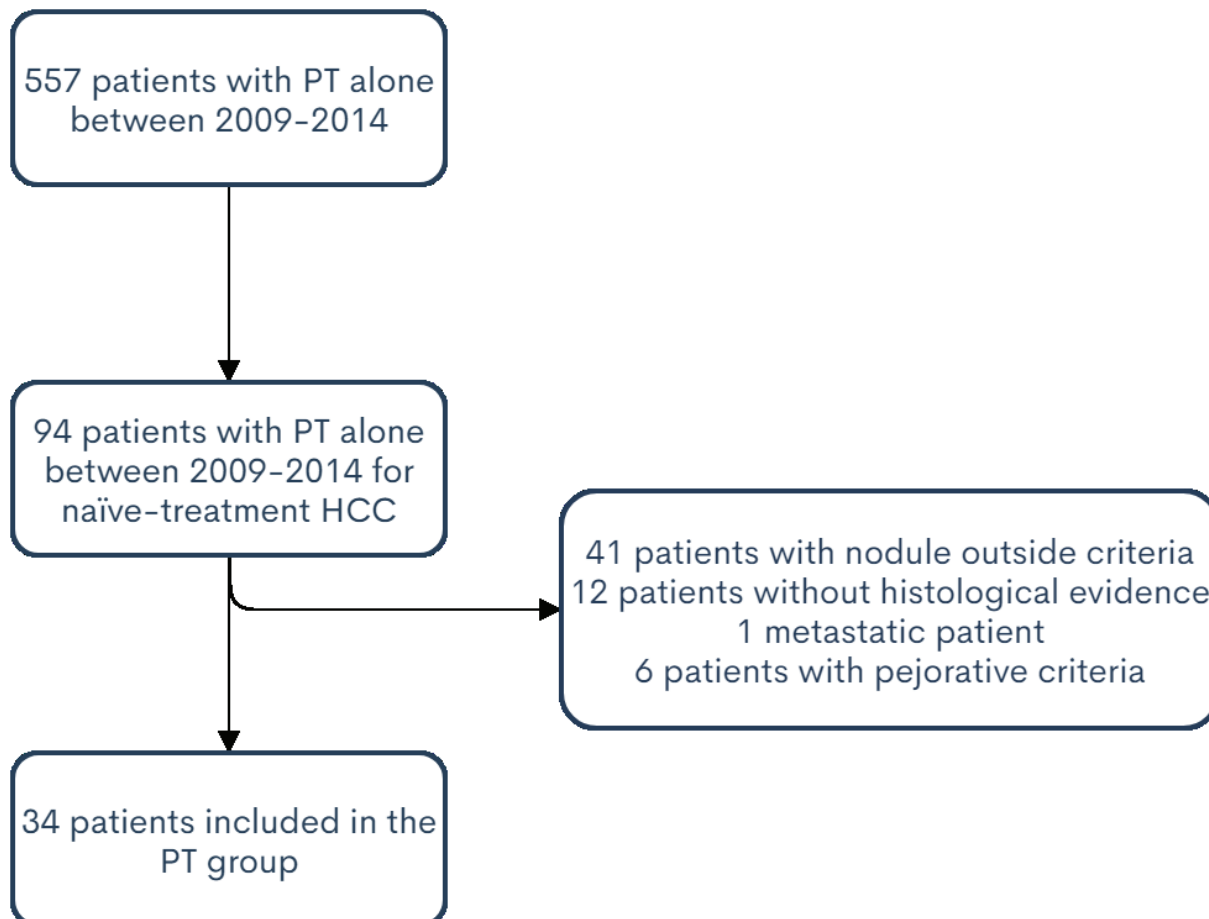 557 patients with PT alone
between 2009-2014
94 patients with PT alone
between 2009-2014 for
naïve-treatment HCC
41 patients with nodule outside criteria
12 patients without histological evidence
1 metastatic patient
6 patients with pejorative criteria
34 patients included in the
PT group